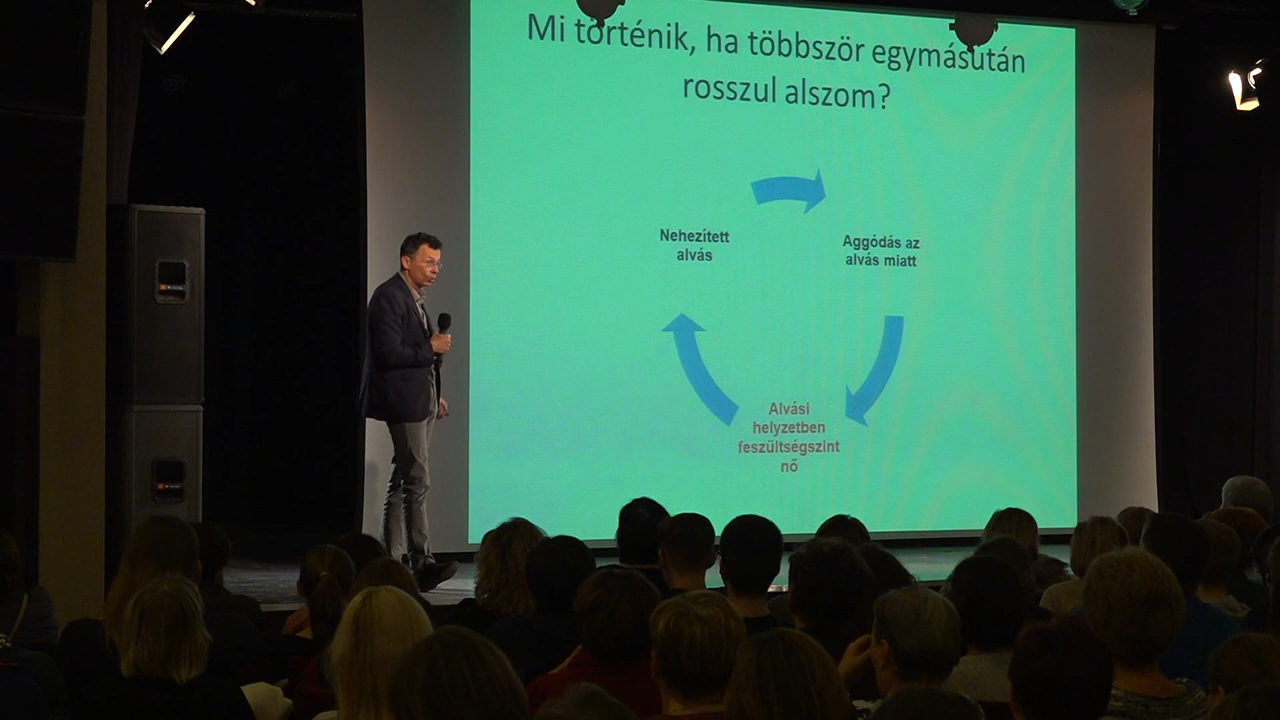 Mi történik, ha többször egymásután
rosszul alszom?
Nehezített
alvás
Aggódás az
alvás miatt
Alvási
helyzetben
feszültségszint
nő